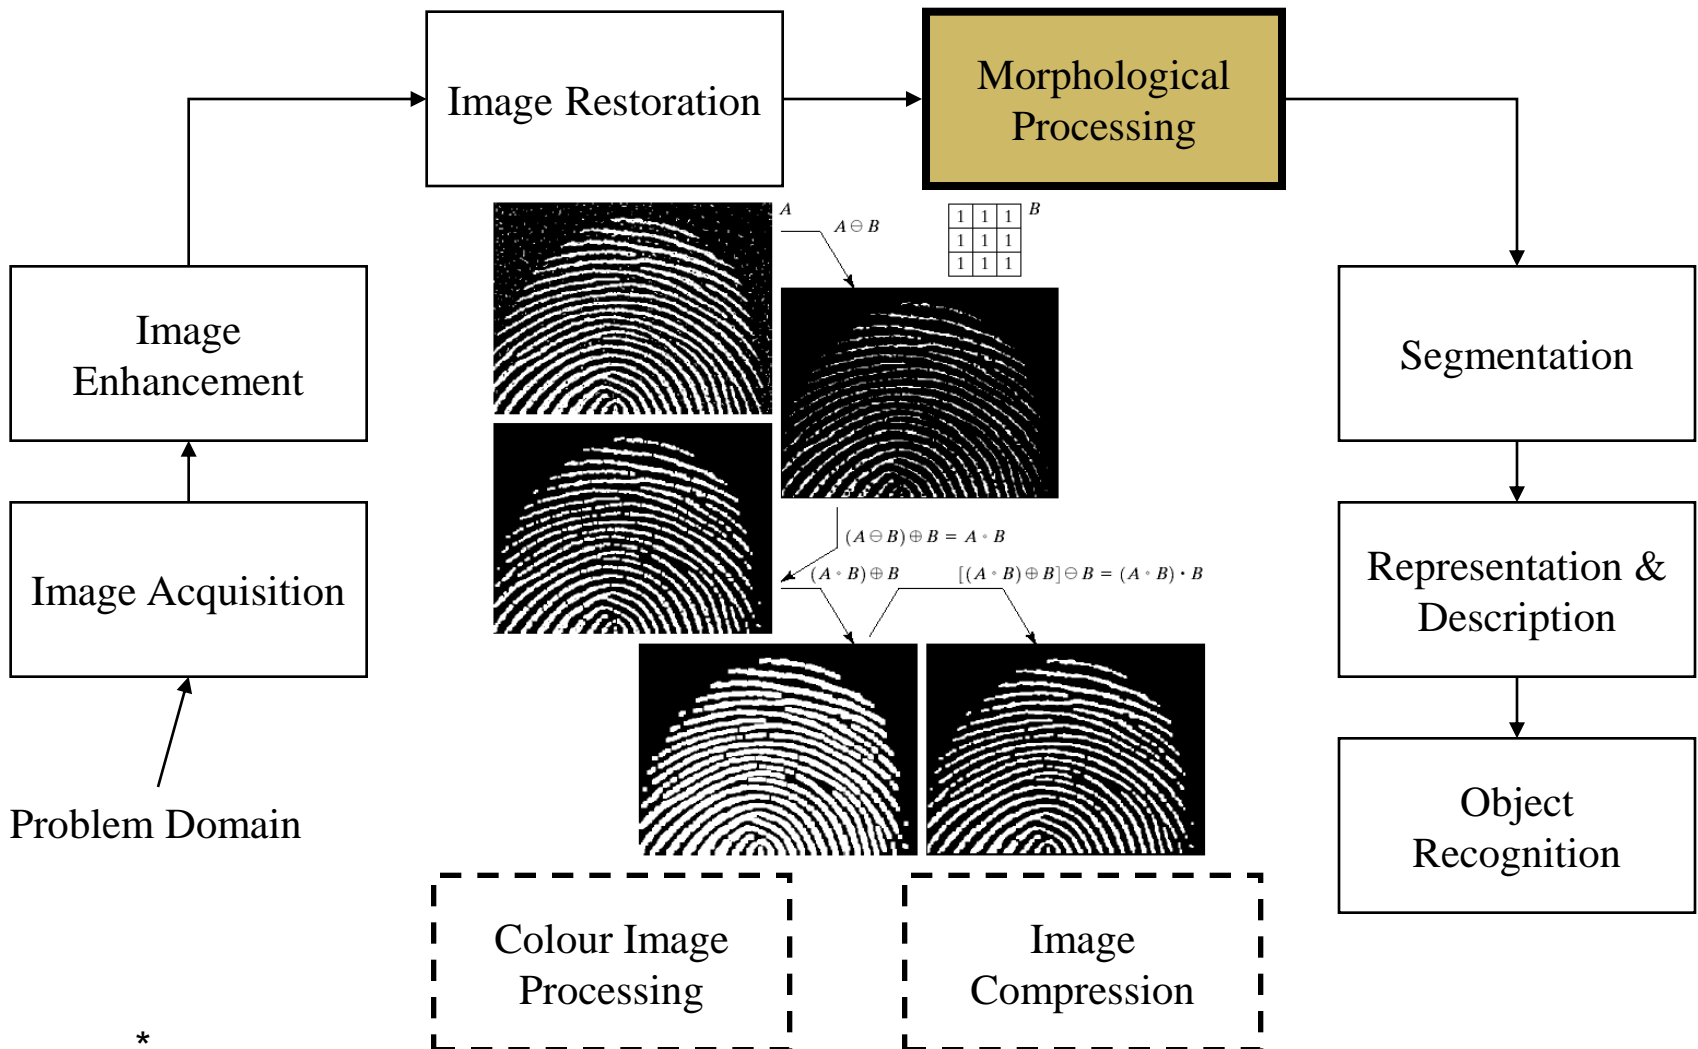 Image Restoration
Morphological
Processing
A
A ⊖ B
1 1 1
1 1 1
1 1 1
B
Image
Enhancement
Segmentation
(A ⊖ B) ⊕ B = A ∘ B
(A ∘ B) ⊕ B
[(A ∘ B) ⊕ B] ⊖ B = (A ∘ B) • B
Image Acquisition
Representation &
Description
Problem Domain
Object
Recognition
Colour Image
Processing
Image
Compression
*